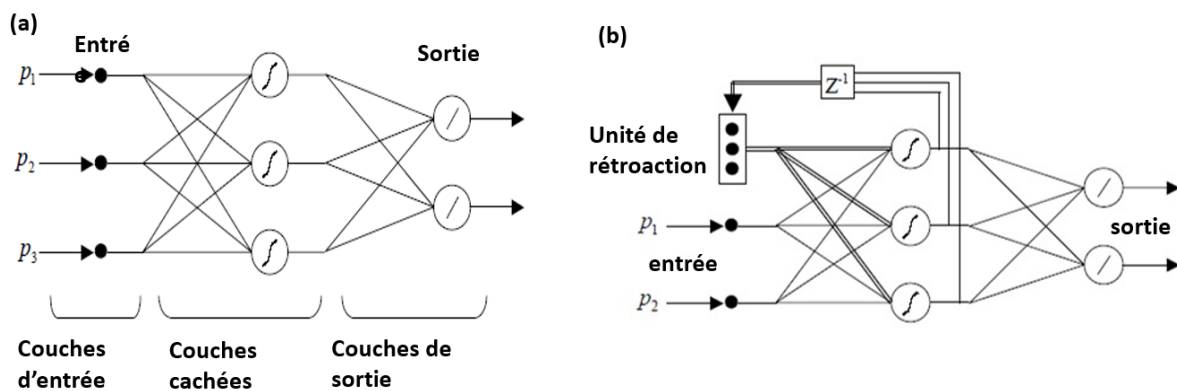 (a)
Entré
e
Sortie
p1
p2
p3
Couches
d'entrée
Couches
cachées
Couches de
sortie
(b)
Z-1
Unité de
rétroaction
p1
entrée
p2
sortie